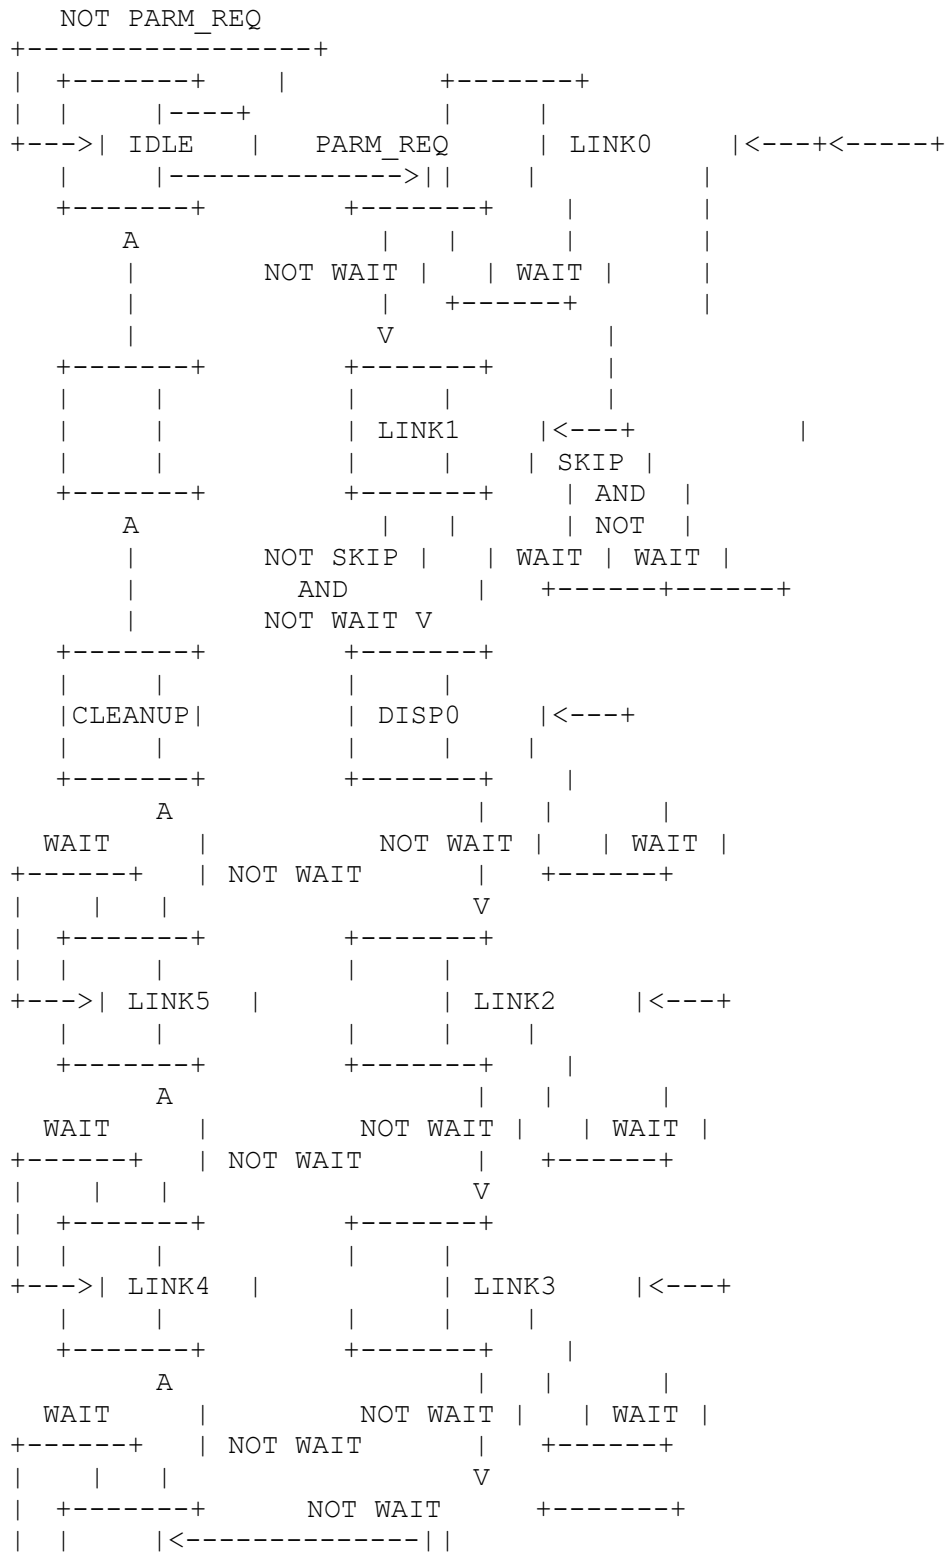 NOT PARM_REQ
+-----------------+
| +-------+ | +-------+
| | |----+ | |
+--->| IDLE | PARM_REQ | LINK0 |<---+<-----+
| |-------------->|| | |
+-------+ +-------+ | |
A | | | |
| NOT WAIT | | WAIT | |
| | +------+ |
| V |
+-------+ +-------+ |
| | | | |
| | | LINK1 |<---+ |
| | | | | SKIP |
+-------+ +-------+ | AND |
A | | | NOT |
| NOT SKIP | | WAIT | WAIT |
| AND | +------+------+
| NOT WAIT V
+-------+ +-------+
| | | |
|CLEANUP| | DISP0 |<---+
| | | | |
+-------+ +-------+ |
A | | |
WAIT | NOT WAIT | | WAIT |
+------+ | NOT WAIT | +------+
| | | V
| +-------+ +-------+
| | | | |
+--->| LINK5 | | LINK2 |<---+
| | | | |
+-------+ +-------+ |
A | | |
WAIT | NOT WAIT | | WAIT |
+------+ | NOT WAIT | +------+
| | | V
| +-------+ +-------+
| | | | |
+--->| LINK4 | | LINK3 |<---+
| | | | |
+-------+ +-------+ |
A | | |
WAIT | NOT WAIT | | WAIT |
+------+ | NOT WAIT | +------+
| | | V
| +-------+ NOT WAIT +-------+
| | |<--------------||